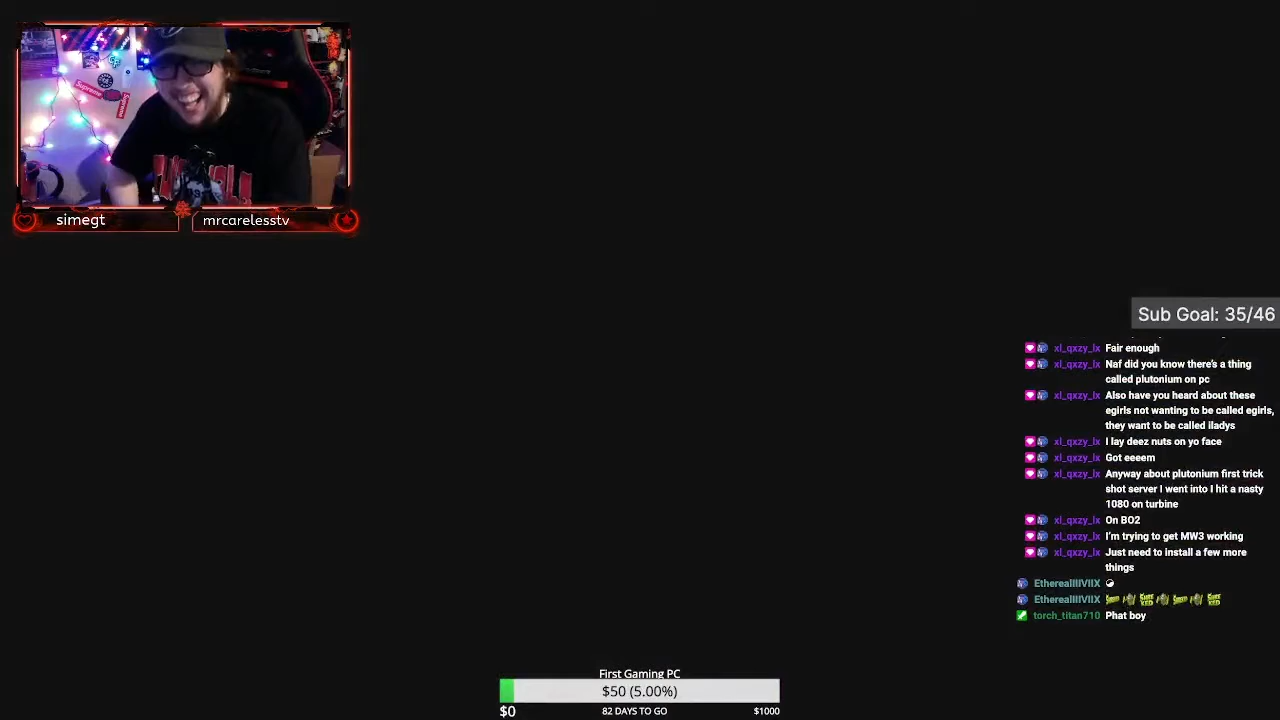 Supreme
Supreme
simegt
mrcarelesstv
Sub Goal: 35/46
xl_qxzy_lx Fair enough
xl_qxzy_lx Naf did you know there's a thing
called plutonium on pc
xl_qxzy_lx Also have you heard about these
egirls not wanting to be called egirls,
they want to be called iladys
xl_qxzy_lx I lay deez nuts on yo face
xl_qxzy_lx Got eeeem
xl_qxzy_lx Anyway about plutonium first trick
shot server I went into I hit a nasty
1080 on turbine
xl_qxzy_lx On BO2
xl_qxzy_lx I'm trying to get MW3 working
xl_qxzy_lx Just need to install a few more
things
EtherealIIIVIIX
EtherealIIIVIIX
torch_titan710 Phat boy
First Gaming PC
$50 (5.00%)
$0 82 DAYS TO GO $1000